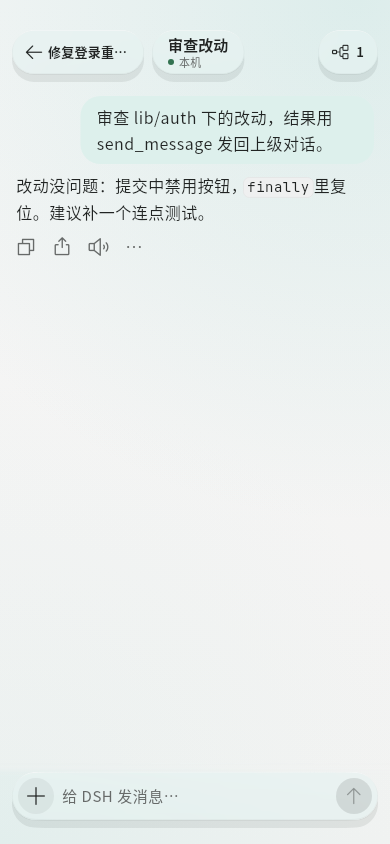 修复登录重…
审查改动
本机
1
审查 lib/auth 下的改动，结果用
send_message 发回上级对话。
改动没问题：提交中禁用按钮，finally 里复
位。建议补一个连点测试。
给 DSH 发消息…